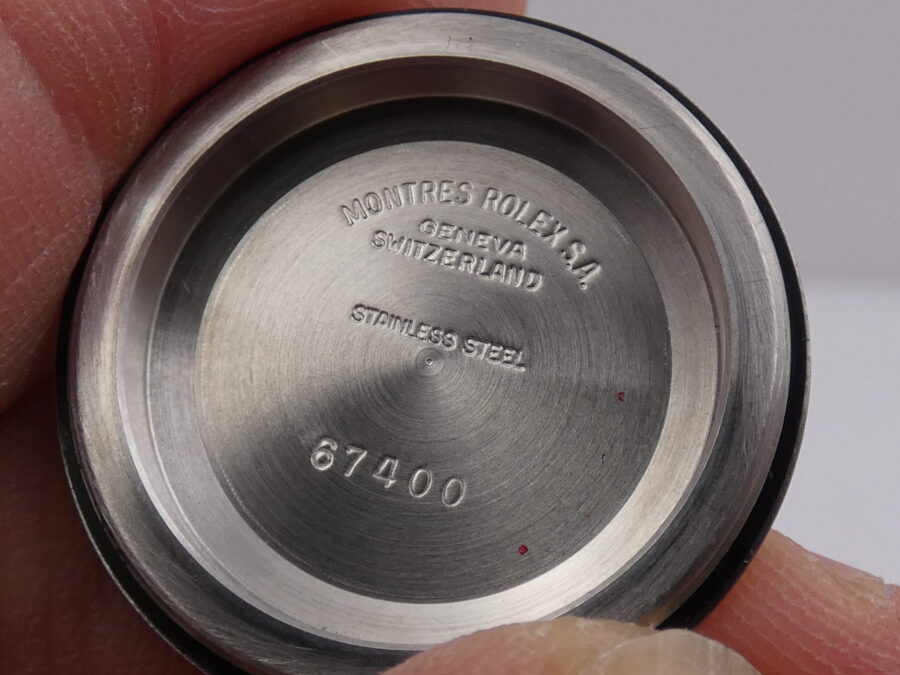 MONTRES ROLEX S.A.
GENEVA
SWITZERLAND
STAINLESS STEEL
67400